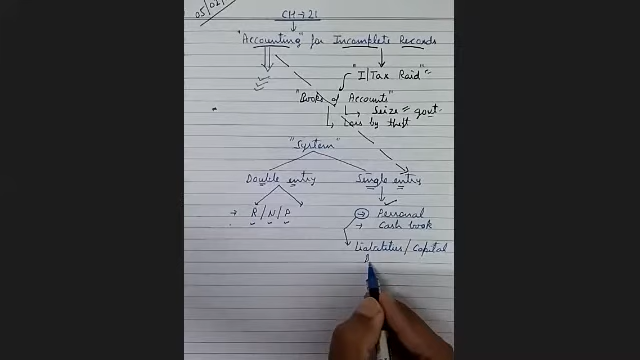 05/02/
CH → 21
"Accounting" for Incomplete Records
"I/Tax Raid"
"Books of Accounts"
→ Seize = govt.
→ Loss by theft
"System"
Double entry Single entry
→ R / N / P → Personal
→ Cash book
Liabalities / Capital